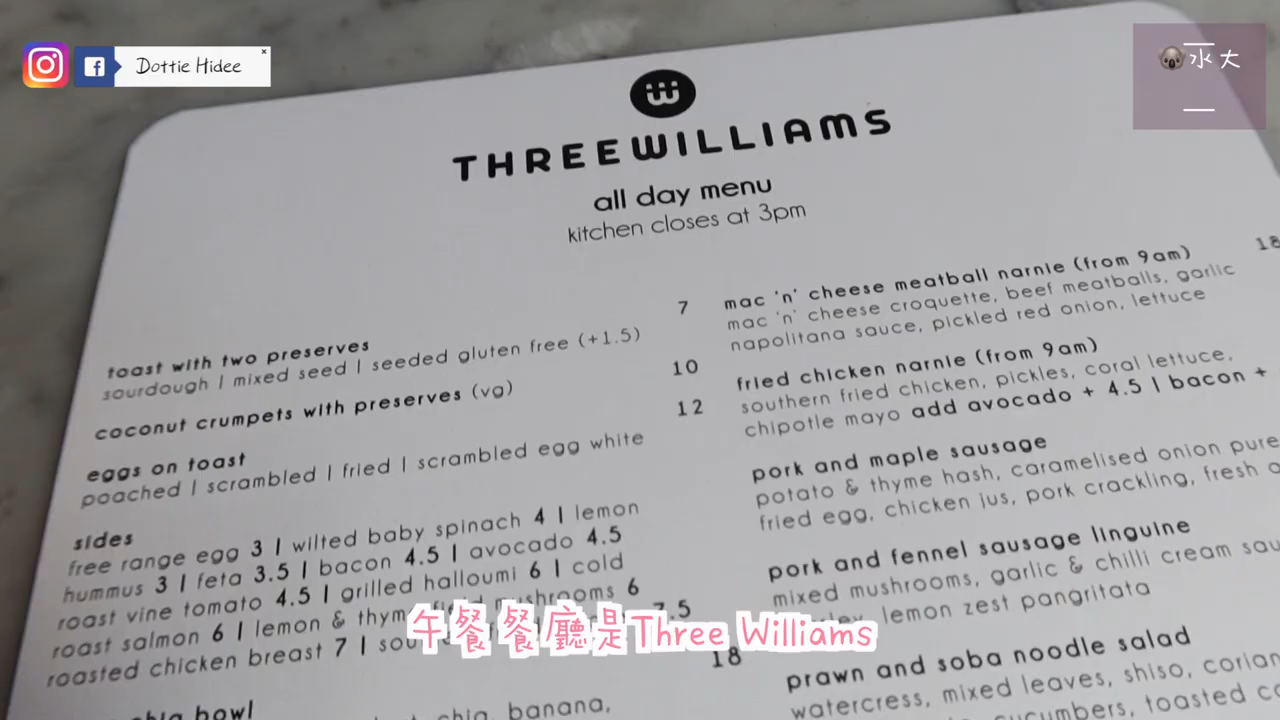 Dottie Hidee
水大
THREEWILLIAMS
all day menu
kitchen closes at 3pm
toast with two preserves 7
sourdough | mixed seed | seeded gluten free (+1.5)
coconut crumpets with preserves (vg) 10
eggs on toast 12
poached | scrambled | fried | scrambled egg white
sides
free range egg 3 | wilted baby spinach 4 | lemon
hummus 3 | feta 3.5 | bacon 4.5 | avocado 4.5
roast vine tomato 4.5 | grilled halloumi 6 | cold
roast salmon 6 | lemon & thyme field mushrooms 6
roasted chicken breast 7 | 7.5
chia bowl 18
chia, banana,
mac 'n' cheese meatball narnie (from 9am) 18
mac 'n' cheese croquette, beef meatballs, garlic
napolitana sauce, pickled red onion, lettuce
fried chicken narnie (from 9am)
southern fried chicken, pickles, coral lettuce,
chipotle mayo add avocado + 4.5 | bacon +
pork and maple sausage
potato & thyme hash, caramelised onion pure
fried egg, chicken jus, pork crackling, fresh
pork and fennel sausage linguine
mixed mushrooms, garlic & chilli cream sau
lemon zest pangritata
prawn and soba noodle salad
watercress, mixed leaves, shiso, corian
cucumbers, toasted
午餐餐廳是Three Williams